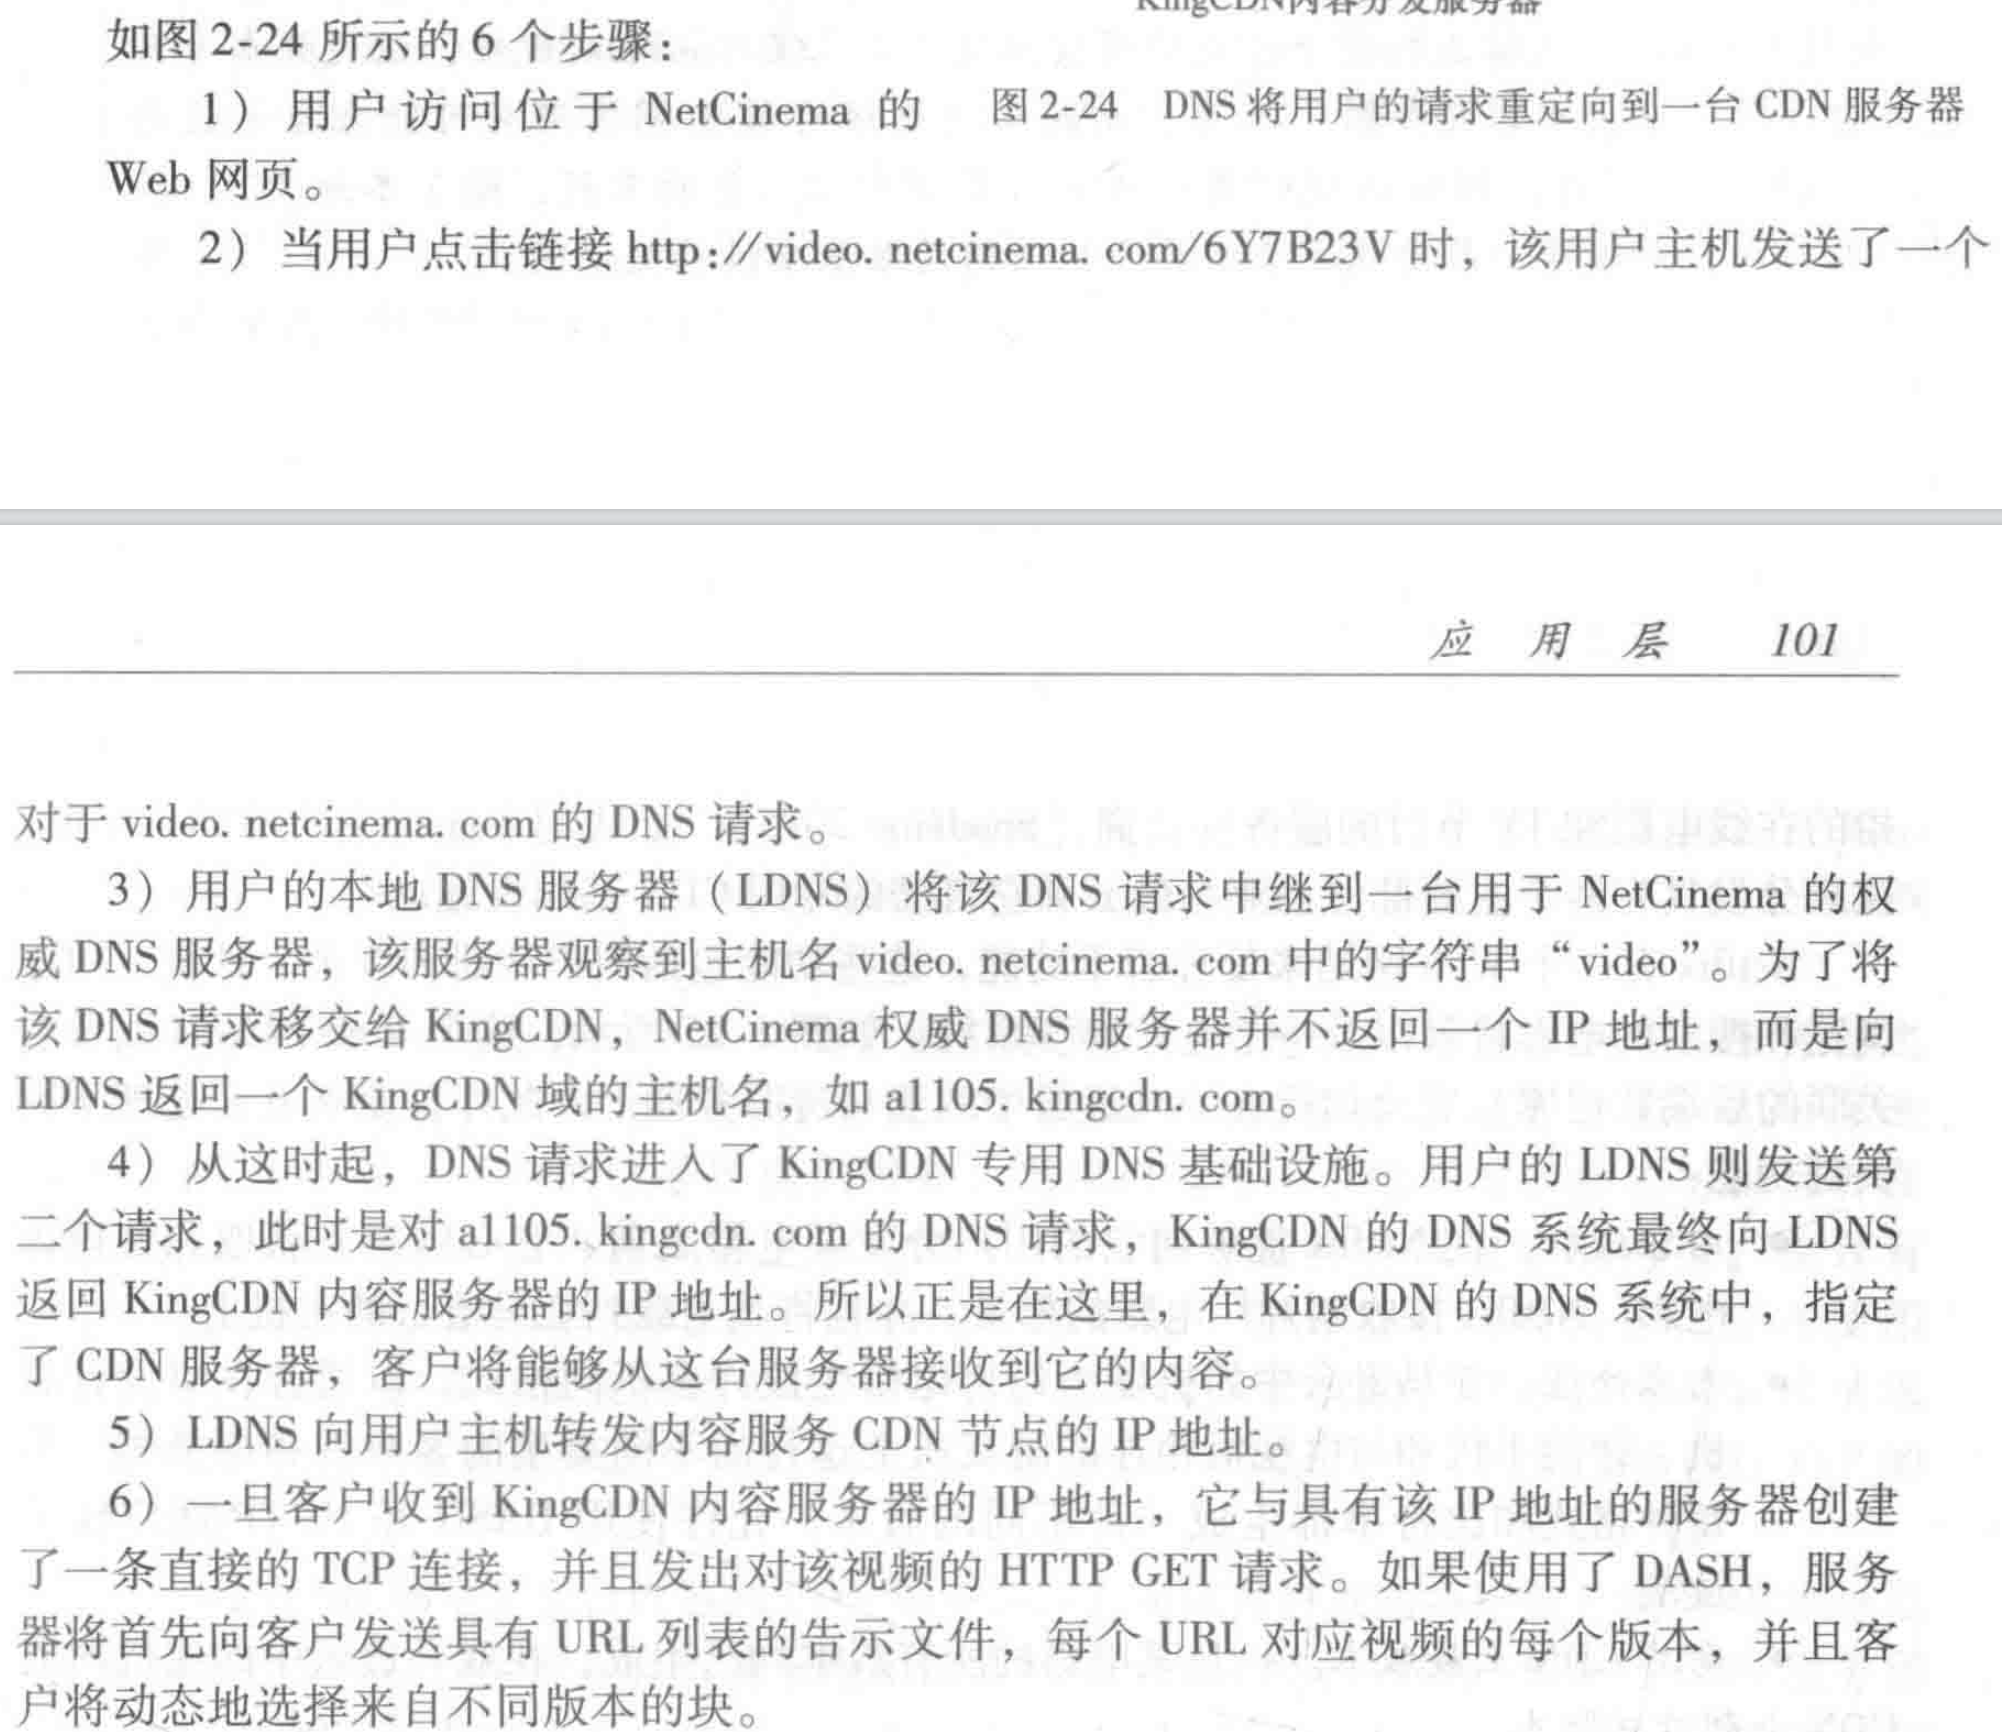 KingCDN内容分发服务器
如图 2-24 所示的 6 个步骤：
1）用户访问位于 NetCinema 的
图 2-24 DNS 将用户的请求重定向到一台 CDN 服务器
Web 网页。
2）当用户点击链接 http://video. netcinema. com/6Y7B23V 时，该用户主机发送了一个
应 用 层 101
对于 video. netcinema. com 的 DNS 请求。
3）用户的本地 DNS 服务器（LDNS）将该 DNS 请求中继到一台用于 NetCinema 的权
威 DNS 服务器，该服务器观察到主机名 video. netcinema. com 中的字符串“video”。为了将
该 DNS 请求移交给 KingCDN，NetCinema 权威 DNS 服务器并不返回一个 IP 地址，而是向
LDNS 返回一个 KingCDN 域的主机名，如 a1105. kingcdn. com。
4）从这时起，DNS 请求进入了 KingCDN 专用 DNS 基础设施。用户的 LDNS 则发送第
二个请求，此时是对 a1105. kingcdn. com 的 DNS 请求，KingCDN 的 DNS 系统最终向 LDNS
返回 KingCDN 内容服务器的 IP 地址。所以正是在这里，在 KingCDN 的 DNS 系统中，指定
了 CDN 服务器，客户将能够从这台服务器接收到它的内容。
5）LDNS 向用户主机转发内容服务 CDN 节点的 IP 地址。
6）一旦客户收到 KingCDN 内容服务器的 IP 地址，它与具有该 IP 地址的服务器创建
了一条直接的 TCP 连接，并且发出对该视频的 HTTP GET 请求。如果使用了 DASH，服务
器将首先向客户发送具有 URL 列表的告示文件，每个 URL 对应视频的每个版本，并且客
户将动态地选择来自不同版本的块。